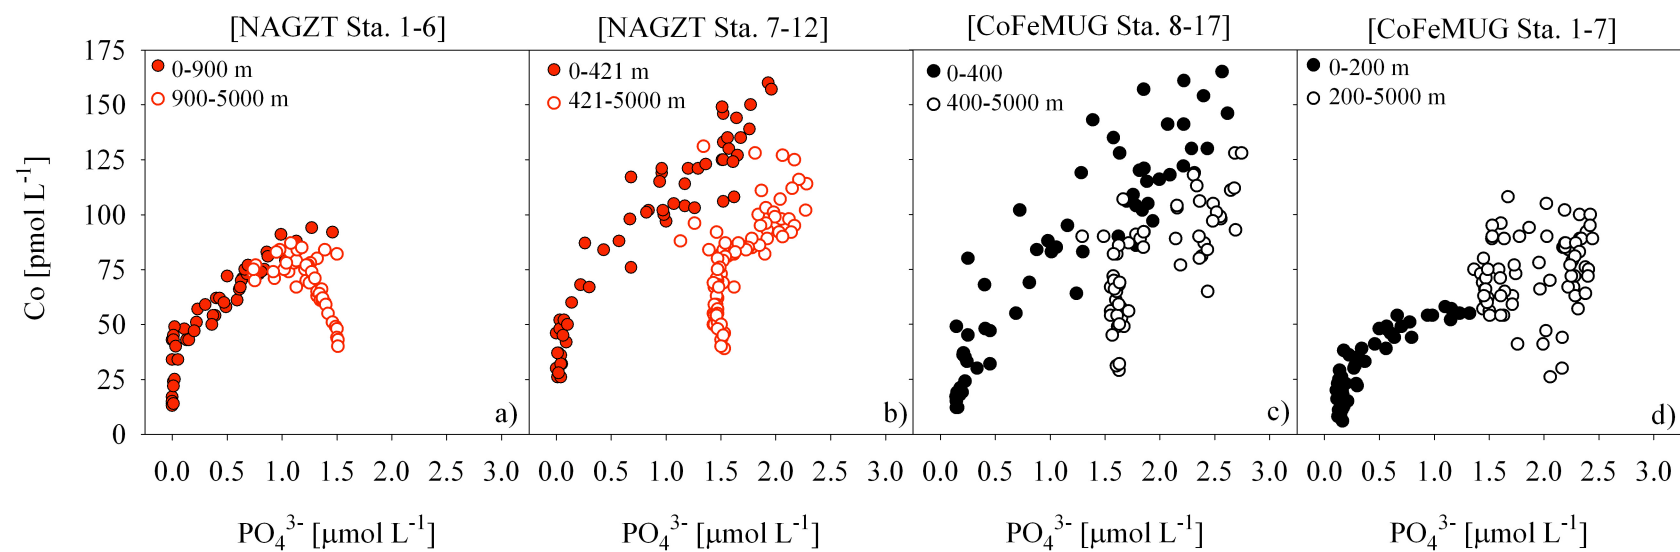 [NAGZT Sta. 1-6] [NAGZT Sta. 7-12] [CoFeMUG Sta. 8-17] [CoFeMUG Sta. 1-7]
175
150
125
100
75
50
25
0
Co [pmol L⁻¹]
0-900 m
900-5000 m
a)
0-421 m
421-5000 m
b)
0-400
400-5000 m
c)
0-200 m
200-5000 m
d)
0.0 0.5 1.0 1.5 2.0 2.5 3.0 0.0 0.5 1.0 1.5 2.0 2.5 3.0 0.0 0.5 1.0 1.5 2.0 2.5 3.0 0.0 0.5 1.0 1.5 2.0 2.5 3.0
PO₄³⁻ [μmol L⁻¹] PO₄³⁻ [μmol L⁻¹] PO₄³⁻ [μmol L⁻¹] PO₄³⁻ [μmol L⁻¹]